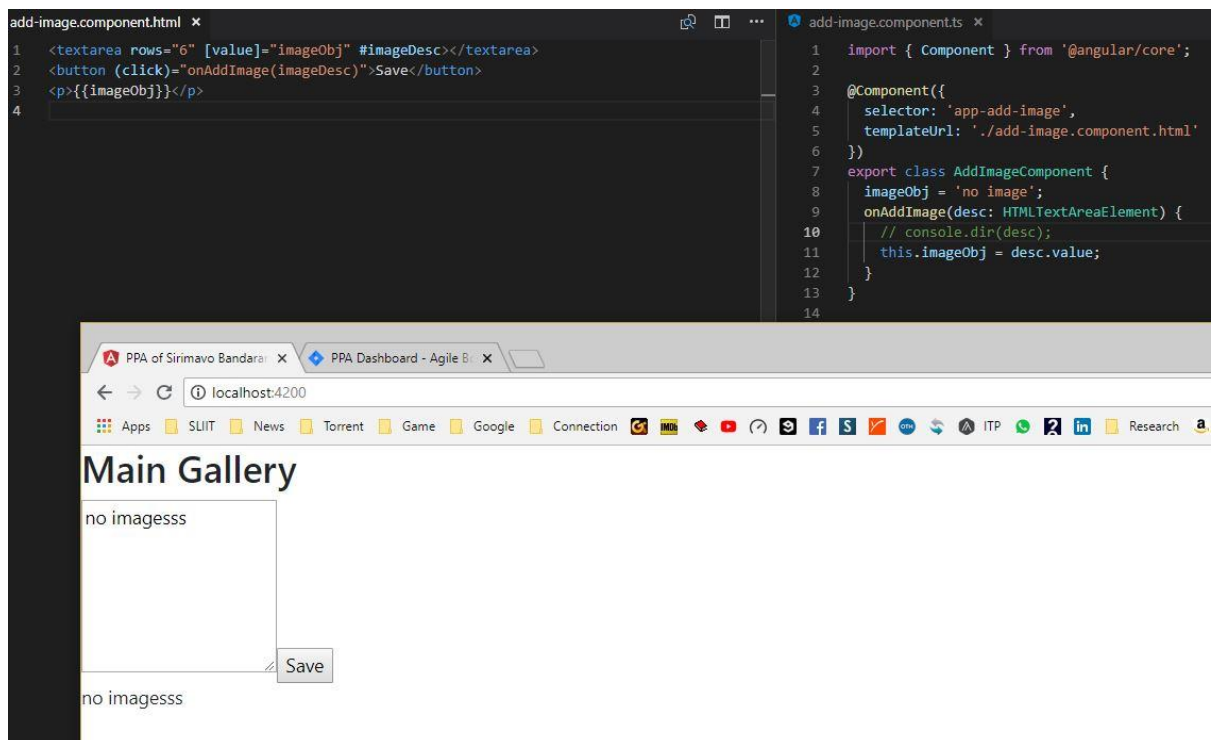 add-image.component.html ×
1 <textarea rows="6" [value]="imageObj" #imageDesc></textarea>
2 <button (click)="onAddImage(imageDesc)">Save</button>
3 <p>{{imageObj}}</p>
4
add-image.component.ts ×
1 import { Component } from '@angular/core';
2
3 @Component({
4 selector: 'app-add-image',
5 templateUrl: './add-image.component.html'
6 })
7 export class AddImageComponent {
8 imageObj = 'no image';
9 onAddImage(desc: HTMLTextAreaElement) {
10 // console.dir(desc);
11 this.imageObj = desc.value;
12 }
13 }
14
PPA of Sirimavo Bandara × PPA Dashboard - Agile B ×
localhost:4200
Apps SLIIT News Torrent Game Google Connection IMDb ITP in Research a
Main Gallery
no imagesss
Save
no imagesss